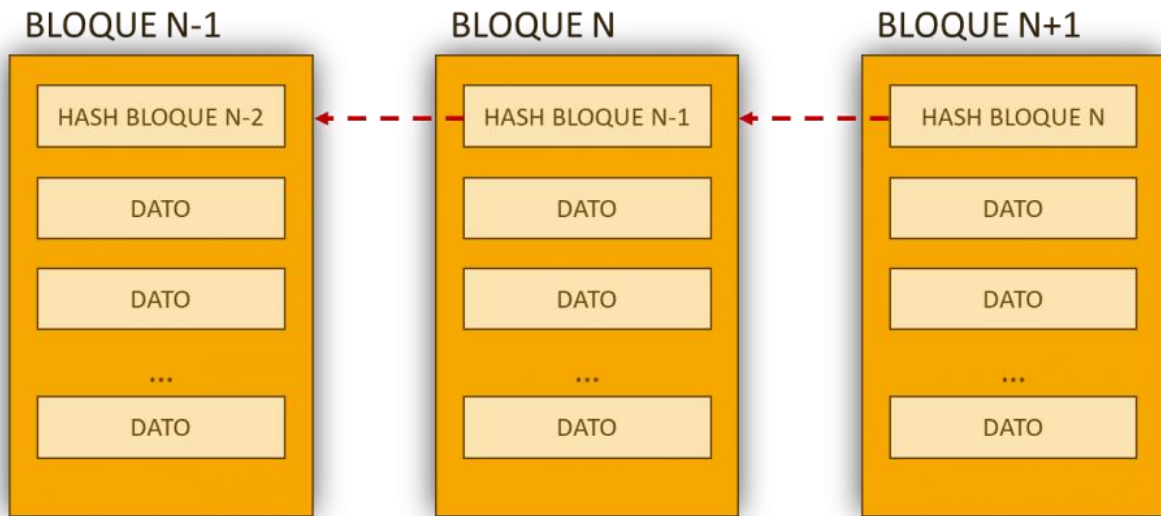 BLOQUE N-1
HASH BLOQUE N-2
DATO
DATO
...
DATO
BLOQUE N
HASH BLOQUE N-1
DATO
DATO
...
DATO
BLOQUE N+1
HASH BLOQUE N
DATO
DATO
...
DATO